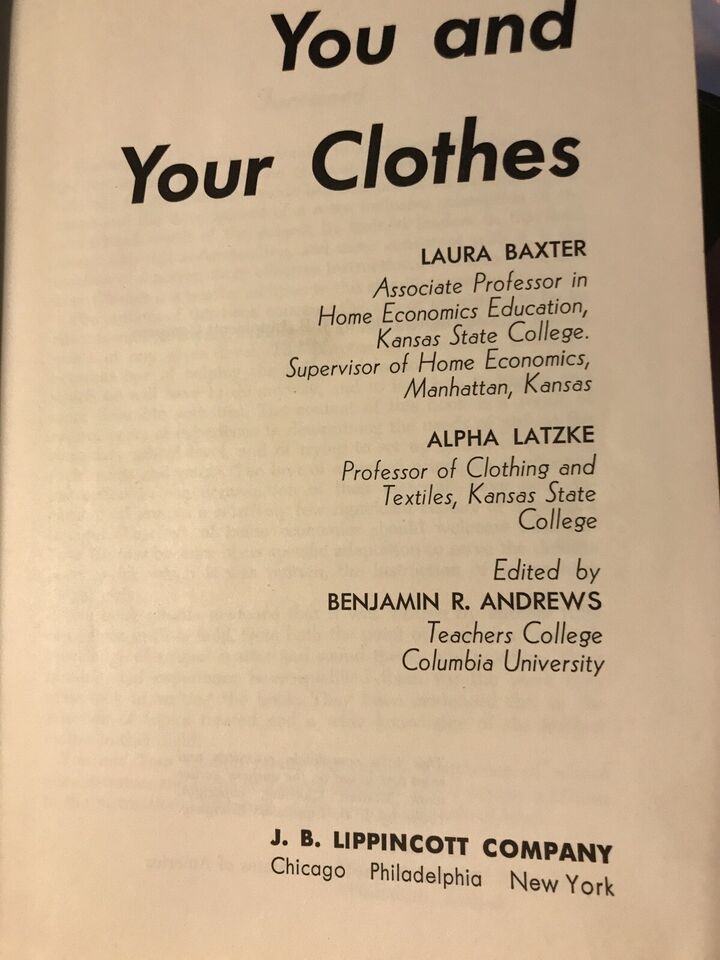 You and
Your Clothes
LAURA BAXTER
Associate Professor in
Home Economics Education,
Kansas State College.
Supervisor of Home Economics,
Manhattan, Kansas
ALPHA LATZKE
Professor of Clothing and
Textiles, Kansas State
College
Edited by
BENJAMIN R. ANDREWS
Teachers College
Columbia University
J. B. LIPPINCOTT COMPANY
Chicago Philadelphia New York